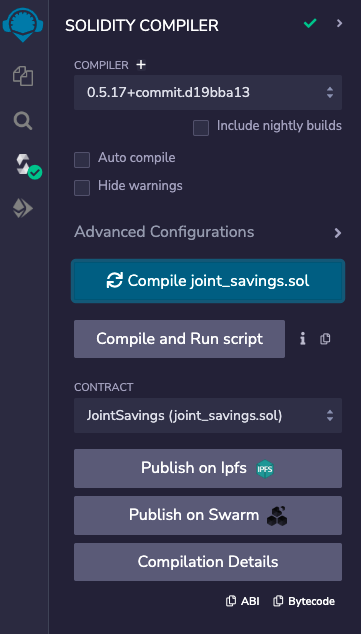 SOLIDITY COMPILER
COMPILER +
0.5.17+commit.d19bba13
Include nightly builds
Auto compile
Hide warnings
Advanced Configurations
Compile joint_savings.sol
Compile and Run script
CONTRACT
JointSavings (joint_savings.sol)
Publish on Ipfs IPFS
Publish on Swarm
Compilation Details
ABI Bytecode